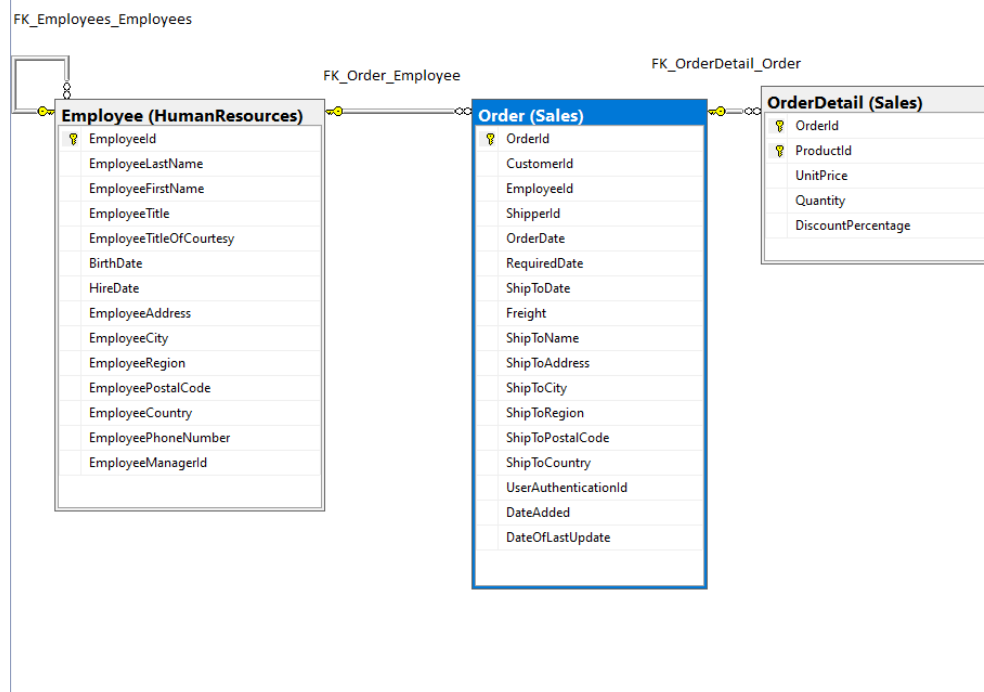 FK_Employees_Employees
FK_Order_Employee
FK_OrderDetail_Order
Employee (HumanResources)
EmployeeId
EmployeeLastName
EmployeeFirstName
EmployeeTitle
EmployeeTitleOfCourtesy
BirthDate
HireDate
EmployeeAddress
EmployeeCity
EmployeeRegion
EmployeePostalCode
EmployeeCountry
EmployeePhoneNumber
EmployeeManagerId
Order (Sales)
OrderId
CustomerId
EmployeeId
ShipperId
OrderDate
RequiredDate
ShipToDate
Freight
ShipToName
ShipToAddress
ShipToCity
ShipToRegion
ShipToPostalCode
ShipToCountry
UserAuthenticationId
DateAdded
DateOfLastUpdate
OrderDetail (Sales)
OrderId
ProductId
UnitPrice
Quantity
DiscountPercentage